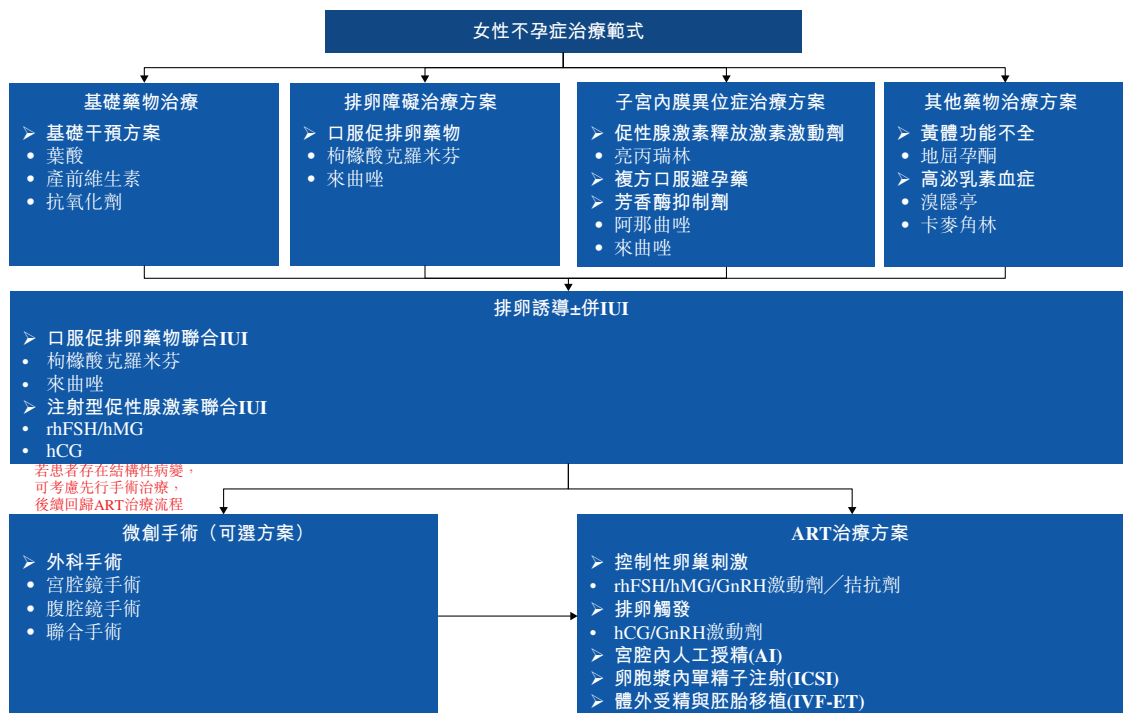 女性不孕症治療範式
基礎藥物治療
➢ 基礎干預方案
• 葉酸
• 產前維生素
• 抗氧化劑
排卵障礙治療方案
➢ 口服促排卵藥物
• 枸櫞酸克羅米芬
• 來曲唑
子宮內膜異位症治療方案
➢ 促性腺激素釋放激素激動劑
• 亮丙瑞林
➢ 複方口服避孕藥
➢ 芳香酶抑制劑
• 阿那曲唑
• 來曲唑
其他藥物治療方案
➢ 黃體功能不全
• 地屈孕酮
➢ 高泌乳素血症
• 溴隱亭
• 卡麥角林
排卵誘導±併IUI
➢ 口服促排卵藥物聯合IUI
• 枸櫞酸克羅米芬
• 來曲唑
➢ 注射型促性腺激素聯合IUI
• rhFSH/hMG
• hCG
若患者存在結構性病變，
可考慮先行手術治療，
後續回歸ART治療流程
微創手術（可選方案）
➢ 外科手術
• 宮腔鏡手術
• 腹腔鏡手術
• 聯合手術
ART治療方案
➢ 控制性卵巢刺激
• rhFSH/hMG/GnRH激動劑／拮抗劑
➢ 排卵觸發
• hCG/GnRH激動劑
➢ 宮腔內人工授精(AI)
➢ 卵胞漿內單精子注射(ICSI)
➢ 體外受精與胚胎移植(IVF-ET)